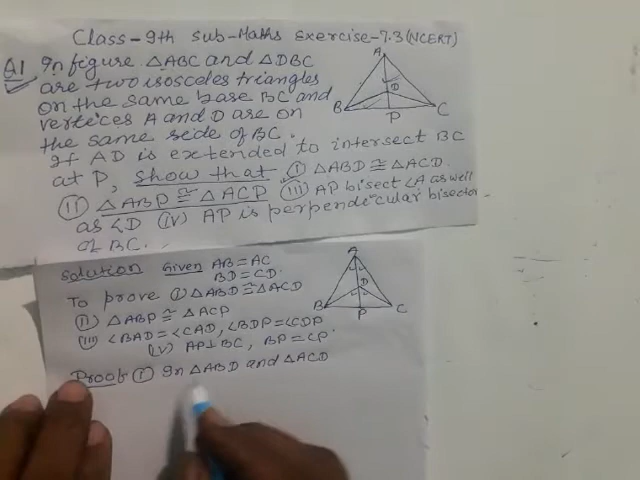 Class-9th Sub-Maths Exercise-7.3(NCERT)
Q1 In figure △ABC and △DBC
are two isosceles triangles
on the same base BC and
vertices A and D are on
the same side of BC.
If AD is extended to intersect BC
at P, show that (i) △ABD ≅ △ACD.
(ii) △ABP ≅ △ACP (iii) AP bisect ∠A as well
as ∠D (iv) AP is perpendicular bisector
of BC.
A
D
B
P
C
Solution Given AB=AC
BD=CD.
To prove (i) △ABD ≅ △ACD
(ii) △ABP ≅ △ACP
(iii) ∠BAD=∠CAD, ∠BDP=∠CDP
(iv) AP⊥BC, BP=CP.
A
D
B
P
C
Proof (i) In △ABD and △ACD